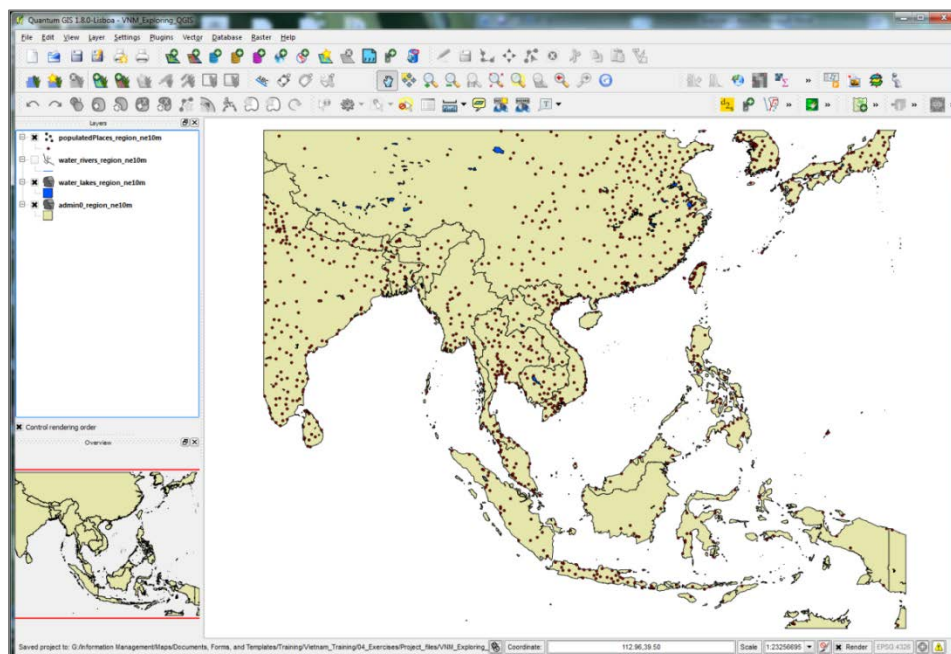 Quantum GIS 1.8.0-Lisboa - VNM_Exploring_QGIS
File Edit View Layer Settings Plugins Vector Database Raster Help
Layers
populatedPlaces_region_ne10m
water_rivers_region_ne10m
water_lakes_region_ne10m
admin0_region_ne10m
Control rendering order
Overview
Saved project to: G:/Information Management/Maps/Documents, Forms, and Templates/Training/Vietnam_Training/04_Exercises/Project_files/VNM_Exploring_ Coordinate: 112.96,39.50 Scale 1:23256695 Render EPSG:4326